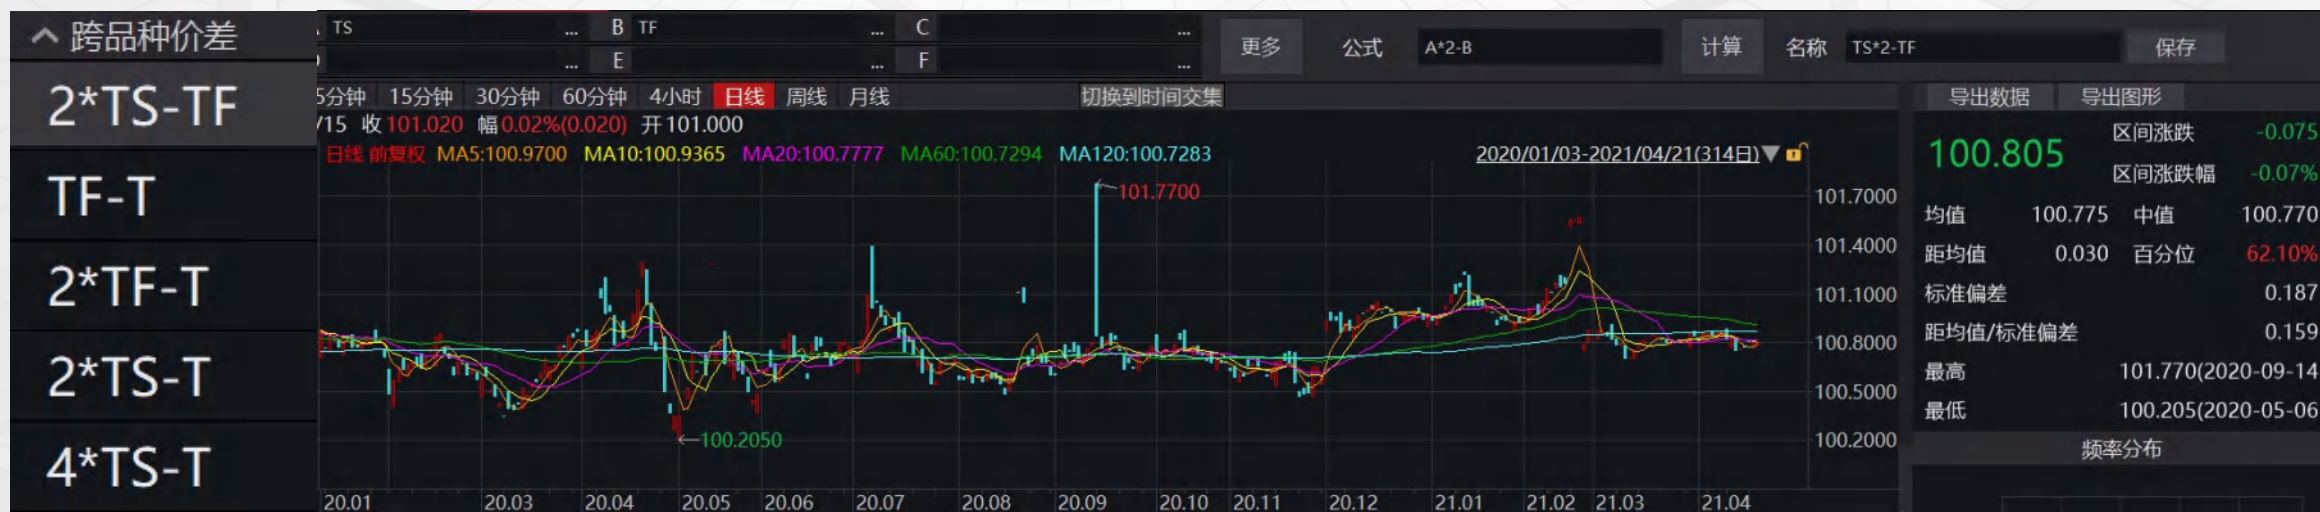 跨品种价差
2*TS-TF
TF-T
2*TF-T
2*TS-T
4*TS-T
TS ... B TF ... C ...
... E ... F ...
更多 公式 A*2-B 计算 名称 TS*2-TF 保存
5分钟 15分钟 30分钟 60分钟 4小时 日线 周线 月线 切换到时间交集
/15 收101.020 幅0.02%(0.020) 开101.000
日线 前复权 MA5:100.9700 MA10:100.9365 MA20:100.7777 MA60:100.7294 MA120:100.7283 2020/01/03-2021/04/21(314日)
101.7700
100.2050
101.7000
101.4000
101.1000
100.8000
100.5000
100.2000
20.01 20.03 20.04 20.05 20.06 20.07 20.08 20.09 20.10 20.11 20.12 21.01 21.02 21.03 21.04
导出数据 导出图形
100.805 区间涨跌 -0.075
区间涨跌幅 -0.07%
均值 100.775 中值 100.770
距均值 0.030 百分位 62.10%
标准偏差 0.187
距均值/标准偏差 0.159
最高 101.770(2020-09-14
最低 100.205(2020-05-06
频率分布